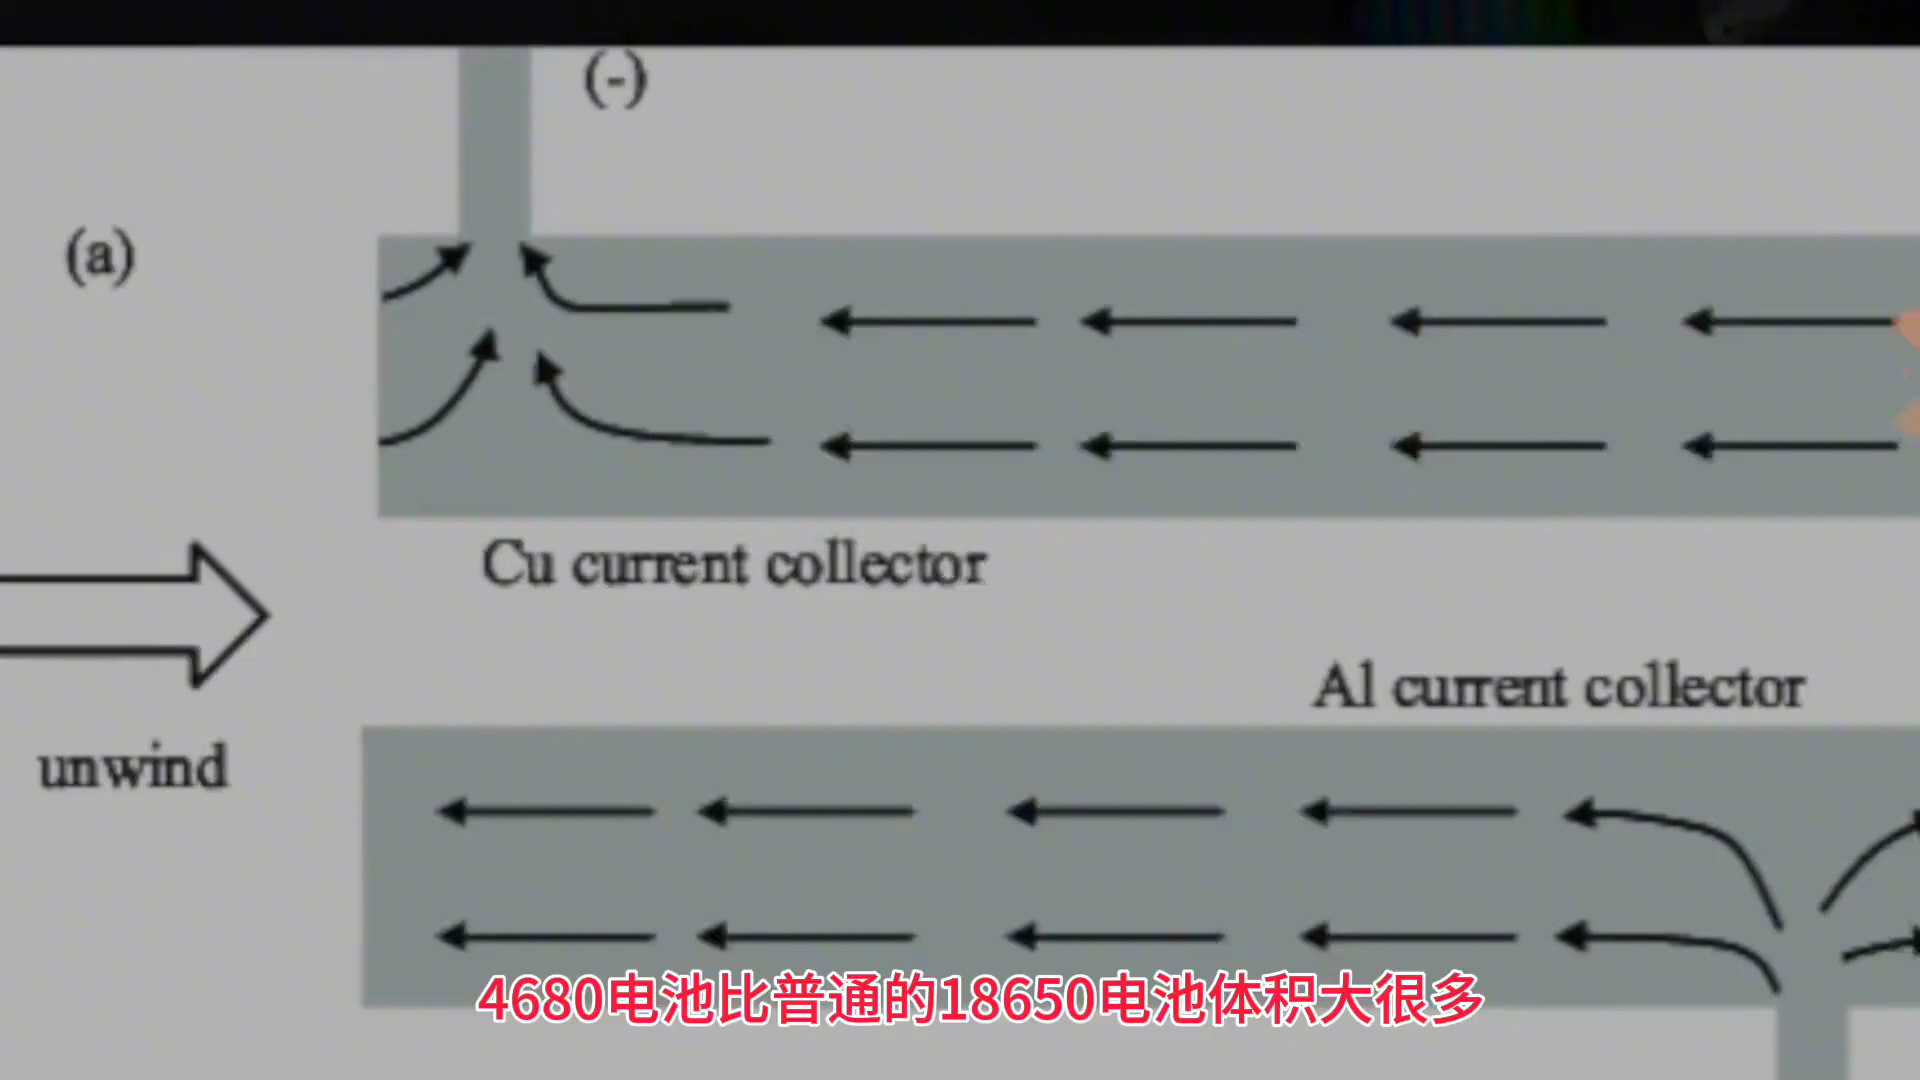 (-)
(a)
Cu current collector
Al current collector
unwind
4680电池比普通的18650电池体积大很多